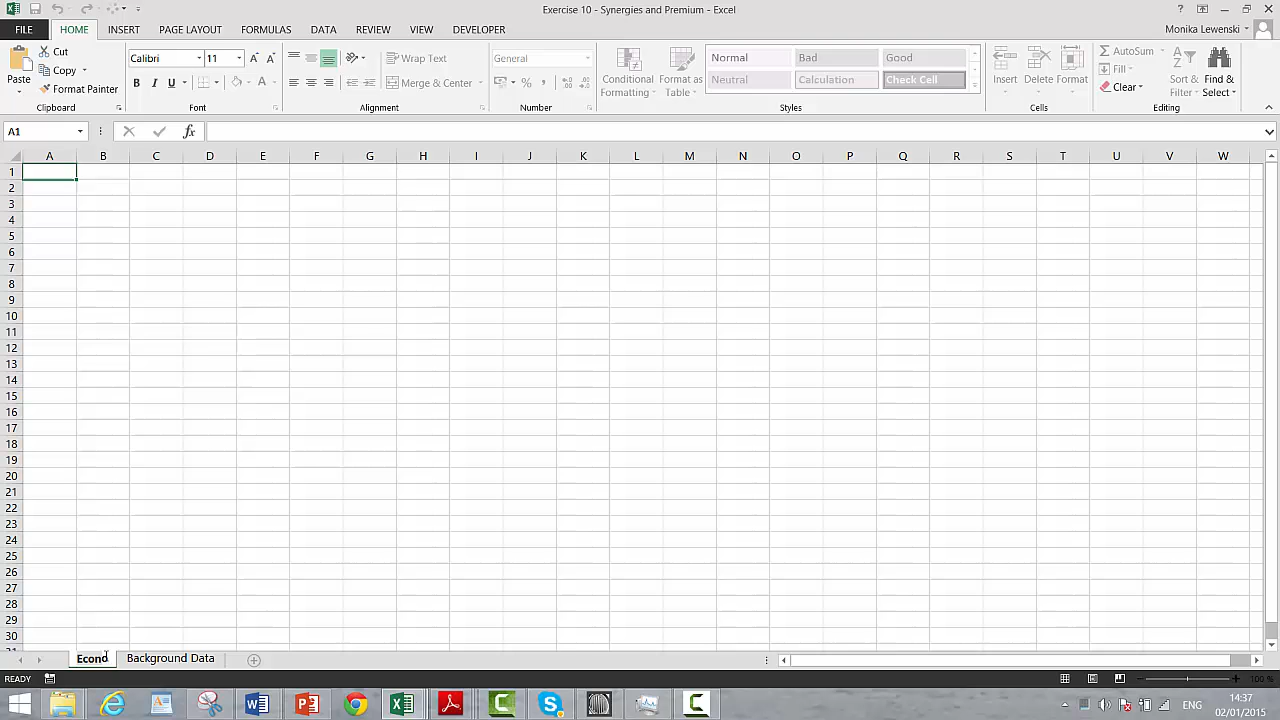 Exercise 10 - Synergies and Premium - Excel
?
FILE HOME INSERT PAGE LAYOUT FORMULAS DATA REVIEW VIEW DEVELOPER
Monika Lewenski
Paste
Cut
Copy
Format Painter
Clipboard
Calibri 11
B I U A
Font
Wrap Text
Merge & Center
Alignment
General
% , .0 .00
Number
Conditional Formatting
Format as Table
Normal Bad Good
Neutral Calculation Check Cell
Styles
Insert Delete Format
Cells
AutoSum
Fill
Clear
Sort & Filter
Find & Select
Editing
A1
fx
A B C D E F G H I J K L M N O P Q R S T U V W
1
2
3
4
5
6
7
8
9
10
11
12
13
14
15
16
17
18
19
20
21
22
23
24
25
26
27
28
29
30
Econo Background Data
READY
100 %
ENG
14:37
02/01/2015